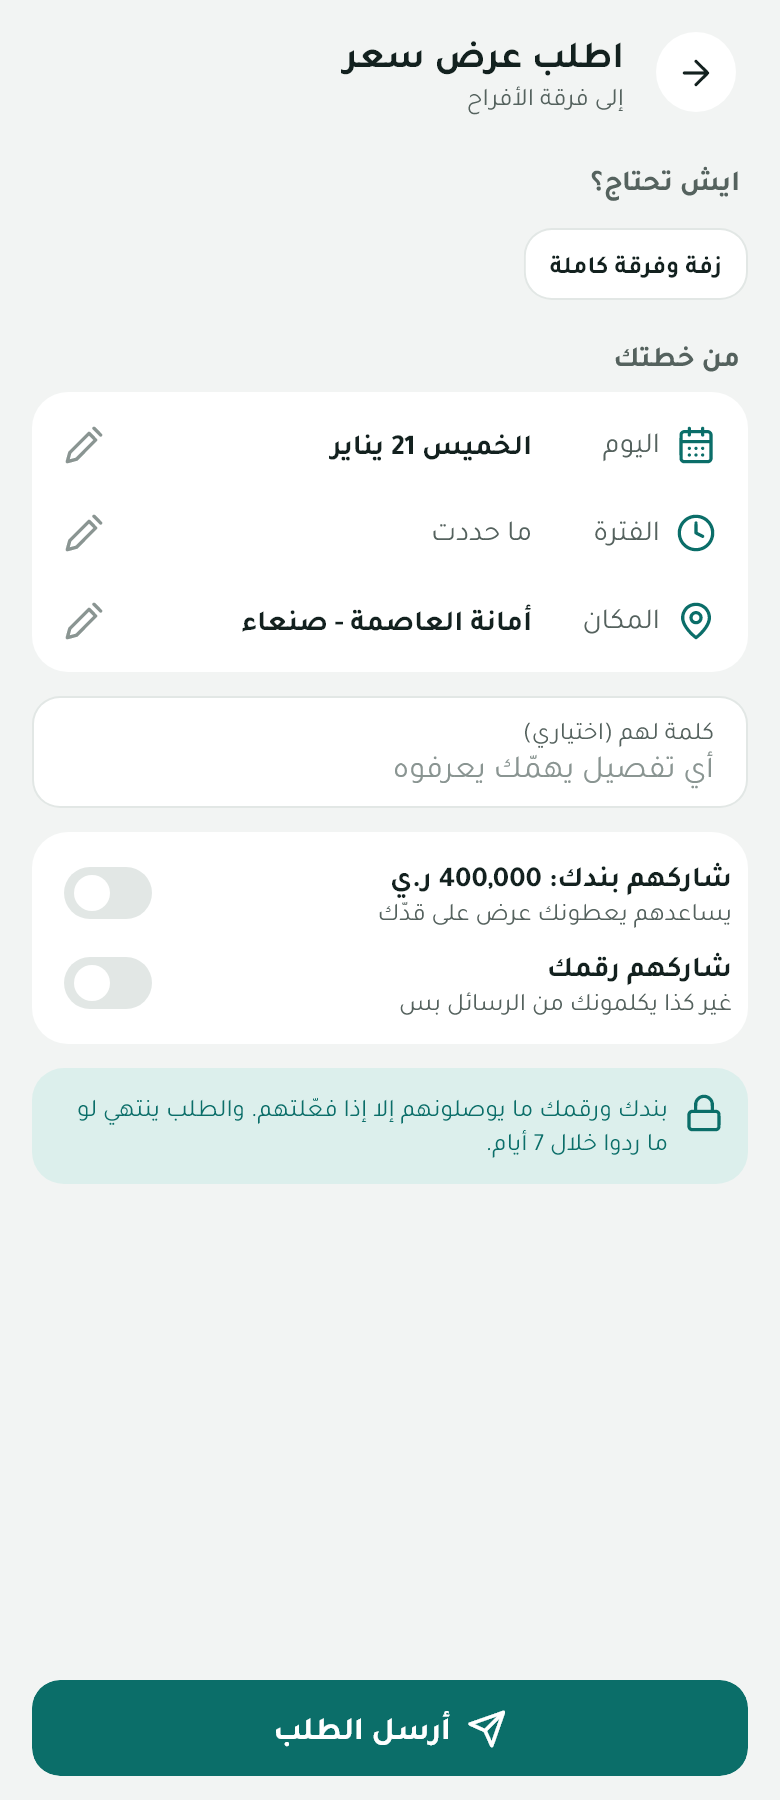 اطلب عرض سعر
إلى فرقة الأفراح
ايش تحتاج؟
زفة وفرقة كاملة
من خطتك
اليوم الخميس 21 يناير
الفترة ما حددت
المكان أمانة العاصمة - صنعاء
كلمة لهم (اختياري)
أي تفصيل يهمّك يعرفوه
شاركهم بندك: 400,000 ر.ي
يساعدهم يعطونك عرض على قدّك
شاركهم رقمك
غير كذا يكلمونك من الرسائل بس
بندك ورقمك ما يوصلونهم إلا إذا فعّلتهم. والطلب ينتهي لو
ما ردوا خلال 7 أيام.
أرسل الطلب